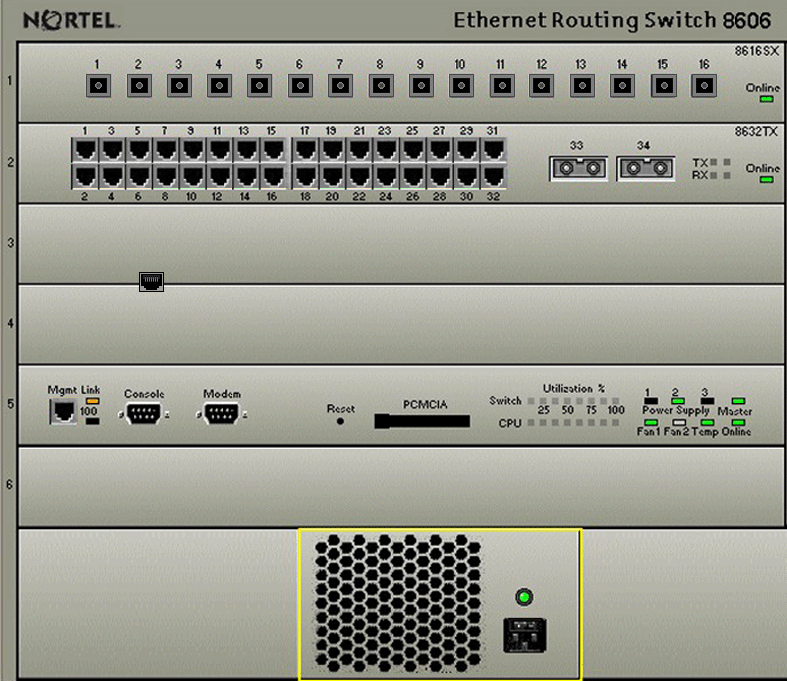 NORTEL
Ethernet Routing Switch 8606
8616SX
1
1 2 3 4 5 6 7 8 9 10 11 12 13 14 15 16
Online
8632TX
2
1 3 5 7 9 11 13 15 17 19 21 23 25 27 29 31
33 34
TX
RX
Online
2 4 6 8 10 12 14 16 18 20 22 24 26 28 30 32
3
4
5
Mgmt Link
100
Console
Modem
Reset
PCMCIA
Utilization %
Switch
25 50 75 100
CPU
1 2 3
Power Supply Master
Fan1 Fan2 Temp Online
6